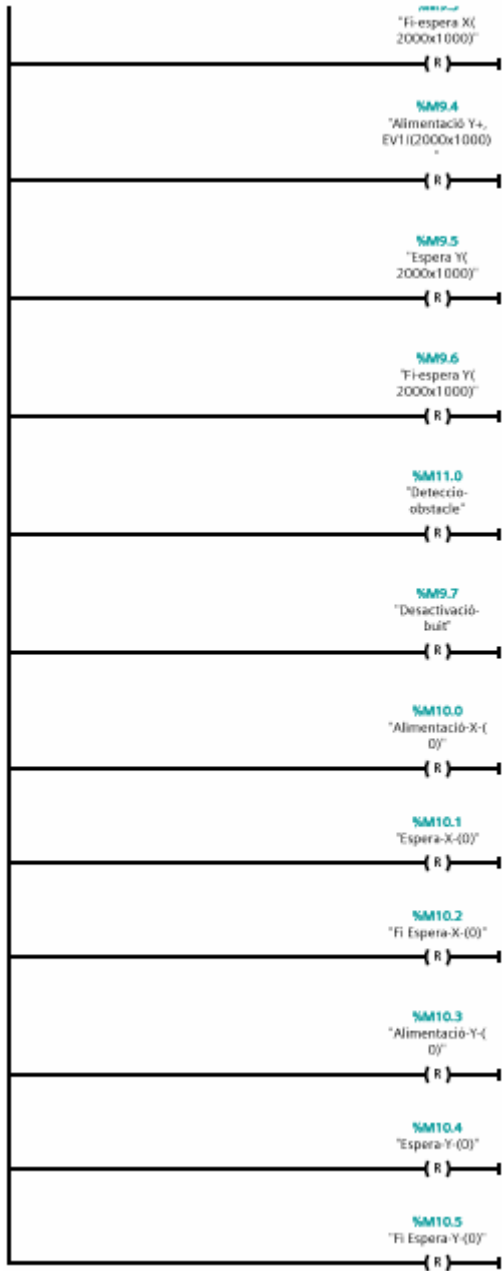 "Fi-espera X(
2000x1000)"
( R )
%M9.4
"Alimentació Y+,
EV1/(2000x1000)
"
( R )
%M9.5
"Espera Y(
2000x1000)"
( R )
%M9.6
"Fi-espera Y(
2000x1000)"
( R )
%M11.0
"Deteccio-
obstacle"
( R )
%M9.7
"Desactivació-
buit"
( R )
%M10.0
"Alimentació-X-(
0)"
( R )
%M10.1
"Espera-X-(0)"
( R )
%M10.2
"Fi Espera-X-(0)"
( R )
%M10.3
"Alimentació-Y-(
0)"
( R )
%M10.4
"Espera-Y-(0)"
( R )
%M10.5
"Fi Espera-Y-(0)"
( R )